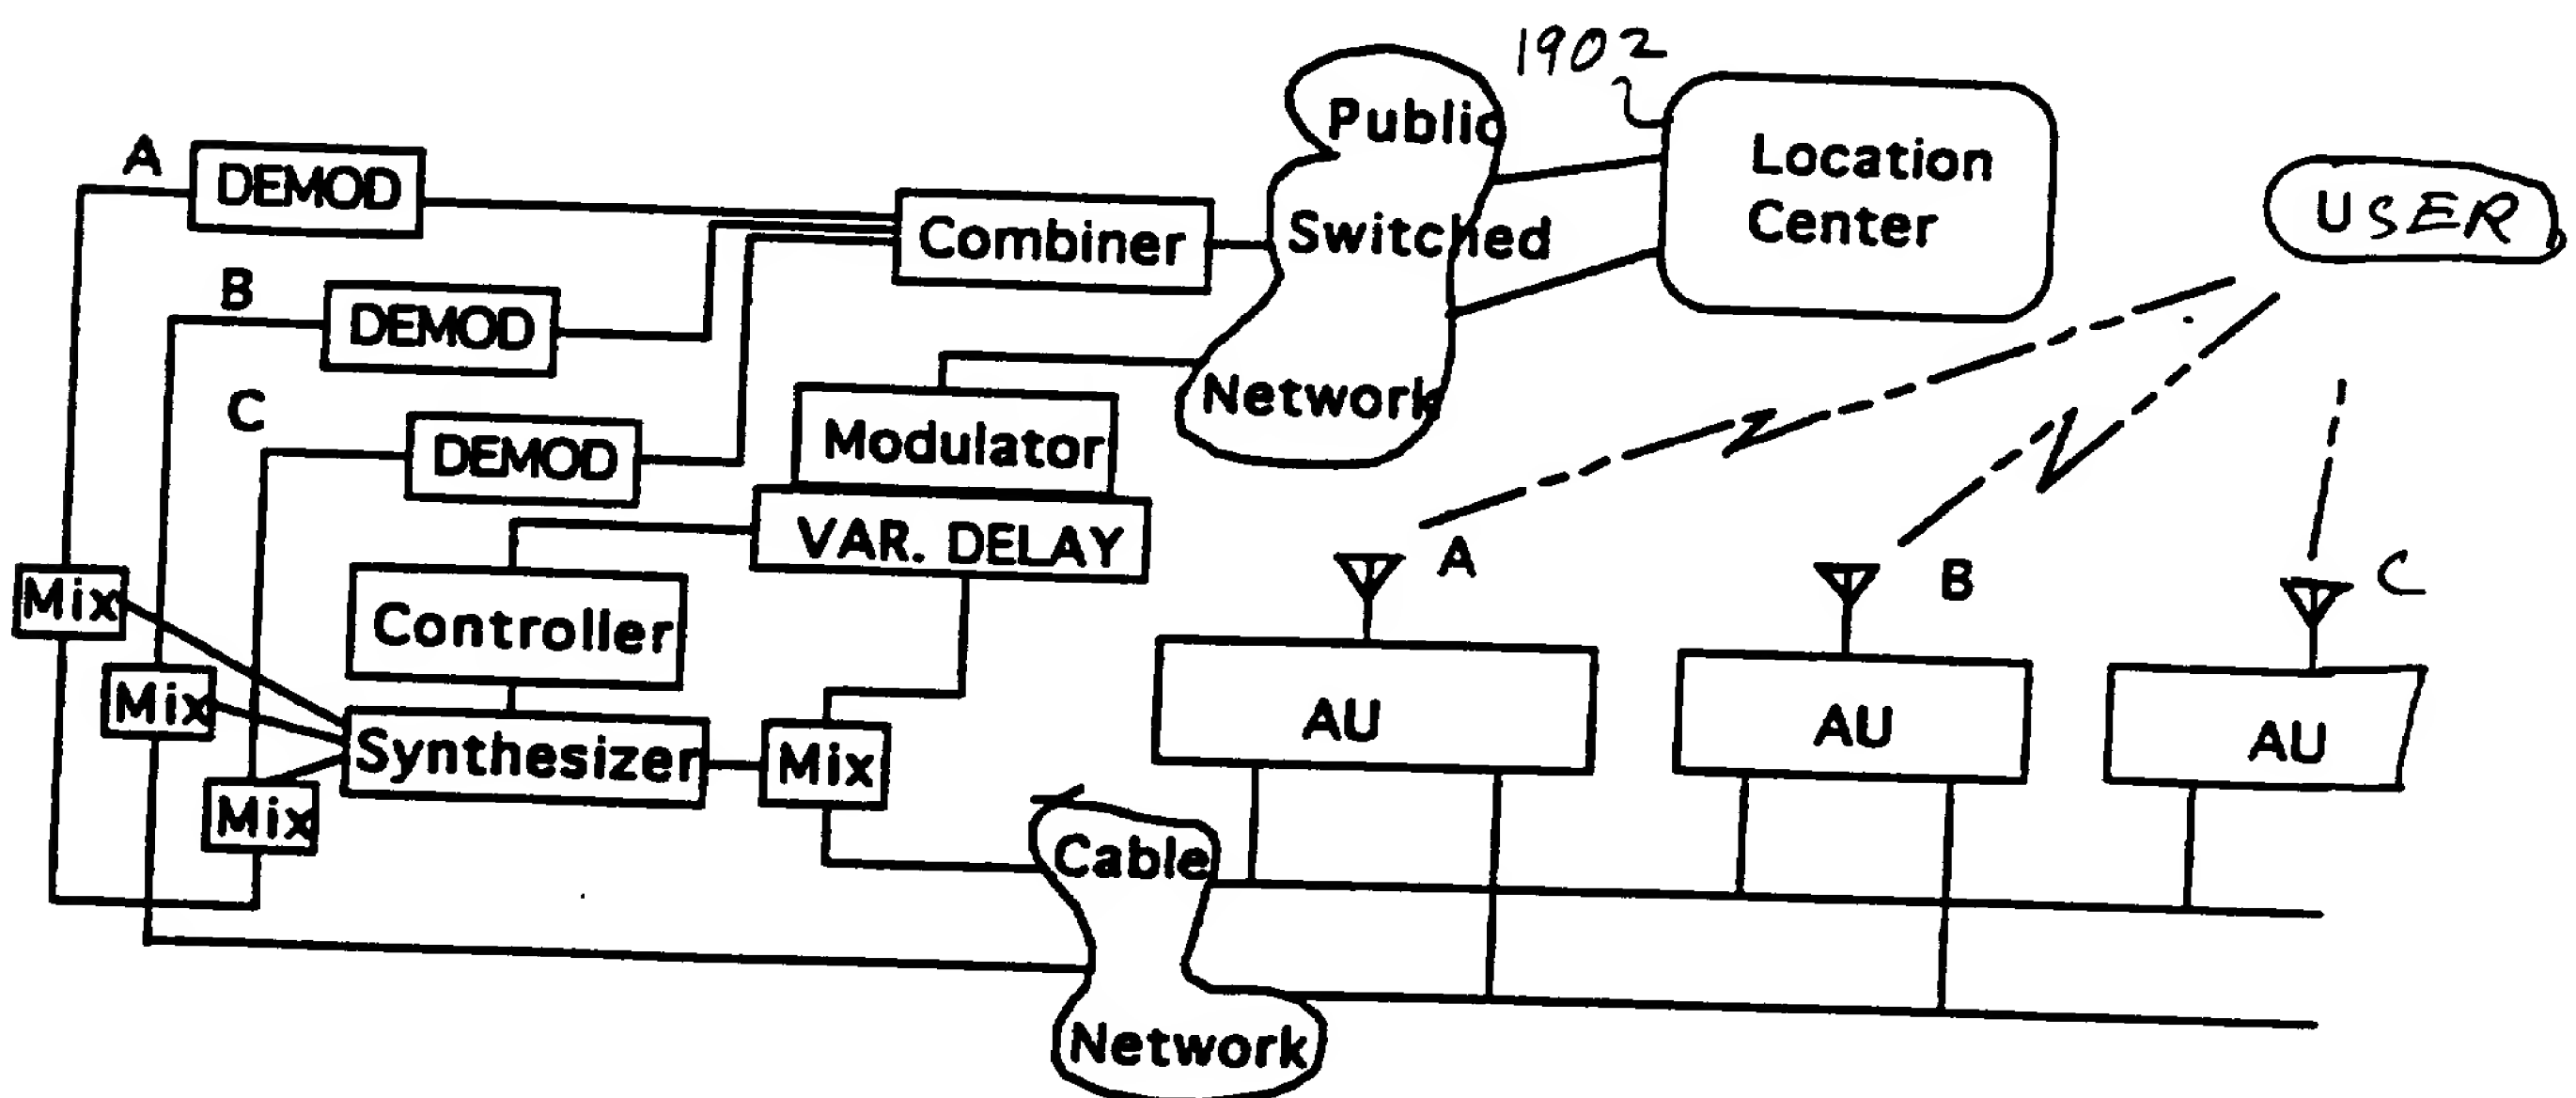 1902
Public
Switched
Network
Location
Center
USER
A
DEMOD
Combiner
B
DEMOD
C
DEMOD
Modulator
VAR. DELAY
Mix
Controller
Mix
Synthesizer
Mix
Mix
A
B
C
AU
AU
AU
Cable
Network